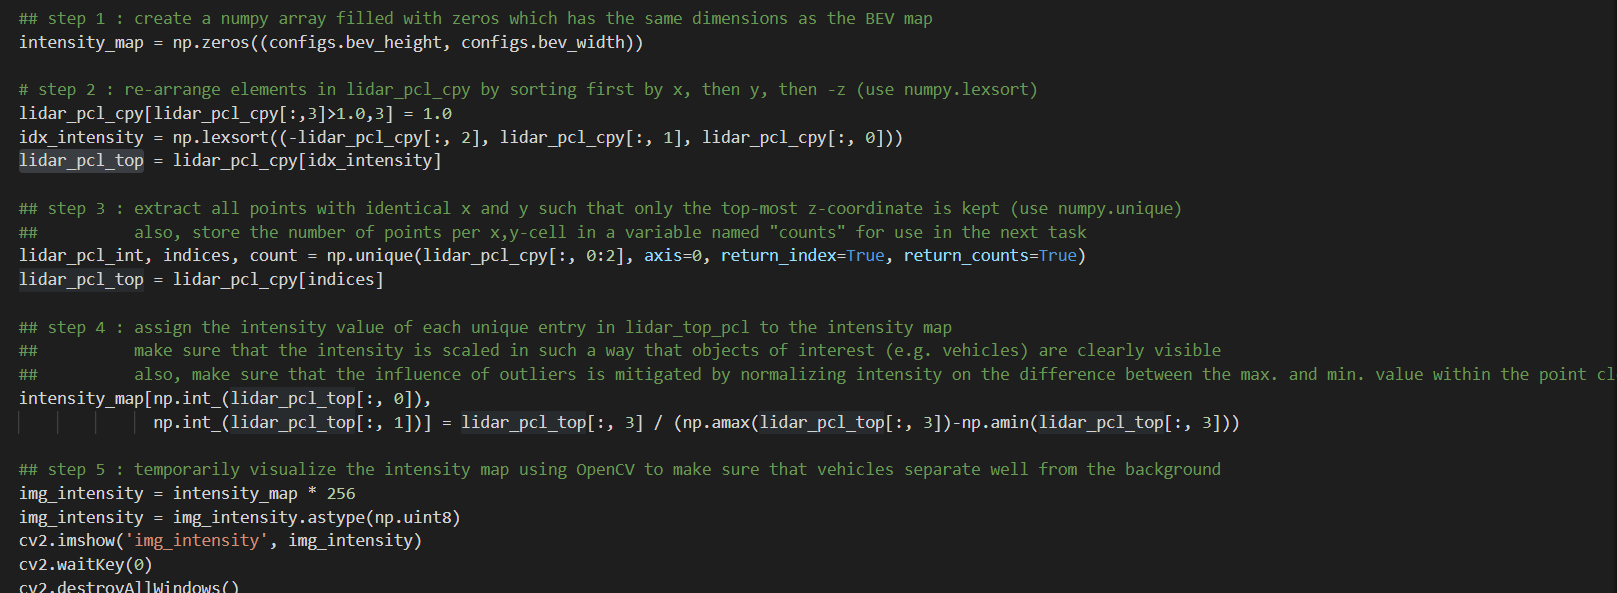 ## step 1 : create a numpy array filled with zeros which has the same dimensions as the BEV map
intensity_map = np.zeros((configs.bev_height, configs.bev_width))
# step 2 : re-arrange elements in lidar_pcl_cpy by sorting first by x, then y, then -z (use numpy.lexsort)
lidar_pcl_cpy[lidar_pcl_cpy[:,3]>1.0,3] = 1.0
idx_intensity = np.lexsort((-lidar_pcl_cpy[:, 2], lidar_pcl_cpy[:, 1], lidar_pcl_cpy[:, 0]))
lidar_pcl_top = lidar_pcl_cpy[idx_intensity]
## step 3 : extract all points with identical x and y such that only the top-most z-coordinate is kept (use numpy.unique)
##          also, store the number of points per x,y-cell in a variable named "counts" for use in the next task
lidar_pcl_int, indices, count = np.unique(lidar_pcl_cpy[:, 0:2], axis=0, return_index=True, return_counts=True)
lidar_pcl_top = lidar_pcl_cpy[indices]
## step 4 : assign the intensity value of each unique entry in lidar_top_pcl to the intensity map
##          make sure that the intensity is scaled in such a way that objects of interest (e.g. vehicles) are clearly visible
##          also, make sure that the influence of outliers is mitigated by normalizing intensity on the difference between the max. and min. value within the point cl
intensity_map[np.int_(lidar_pcl_top[:, 0]),
              np.int_(lidar_pcl_top[:, 1])] = lidar_pcl_top[:, 3] / (np.amax(lidar_pcl_top[:, 3])-np.amin(lidar_pcl_top[:, 3]))
## step 5 : temporarily visualize the intensity map using OpenCV to make sure that vehicles separate well from the background
img_intensity = intensity_map * 256
img_intensity = img_intensity.astype(np.uint8)
cv2.imshow('img_intensity', img_intensity)
cv2.waitKey(0)
cv2.destroyAllWindows()